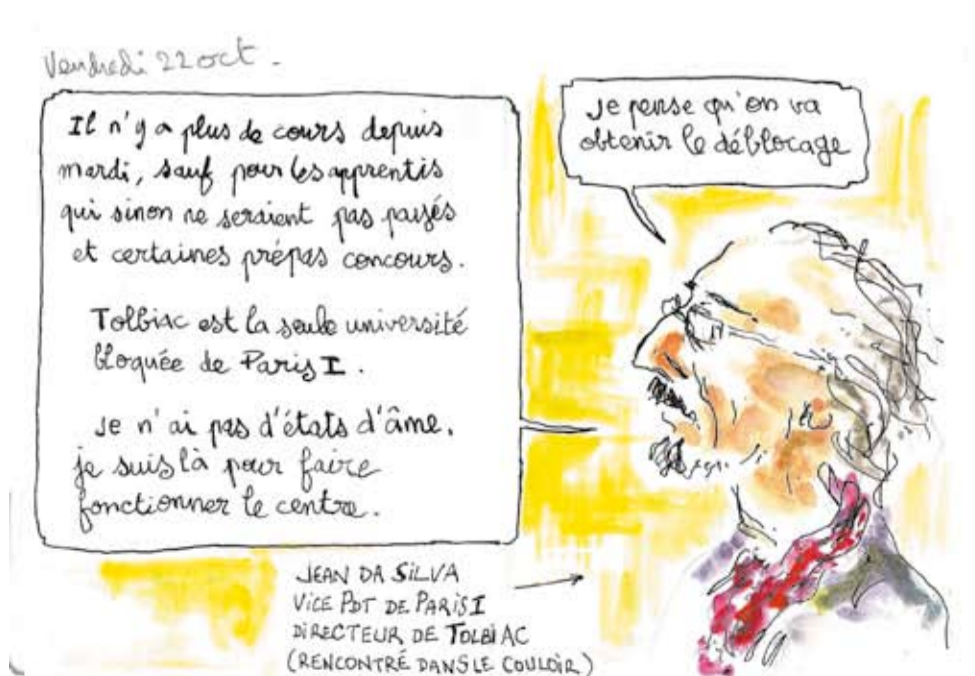 Vendredi 22 oct.
Il n'y a plus de cours depuis
mardi, sauf pour les apprentis
qui sinon ne seraient pas payés
et certaines prépas concours.
Tolbiac est la seule université
bloquée de Paris I.
Je n'ai pas d'états d'âme.
je suis là pour faire
fonctionner le centre.
Je pense qu'on va
obtenir le déblocage
JEAN DA SILVA
VICE PDT DE PARIS I
DIRECTEUR DE TOLBIAC
(RENCONTRÉ DANS LE COULOIR)